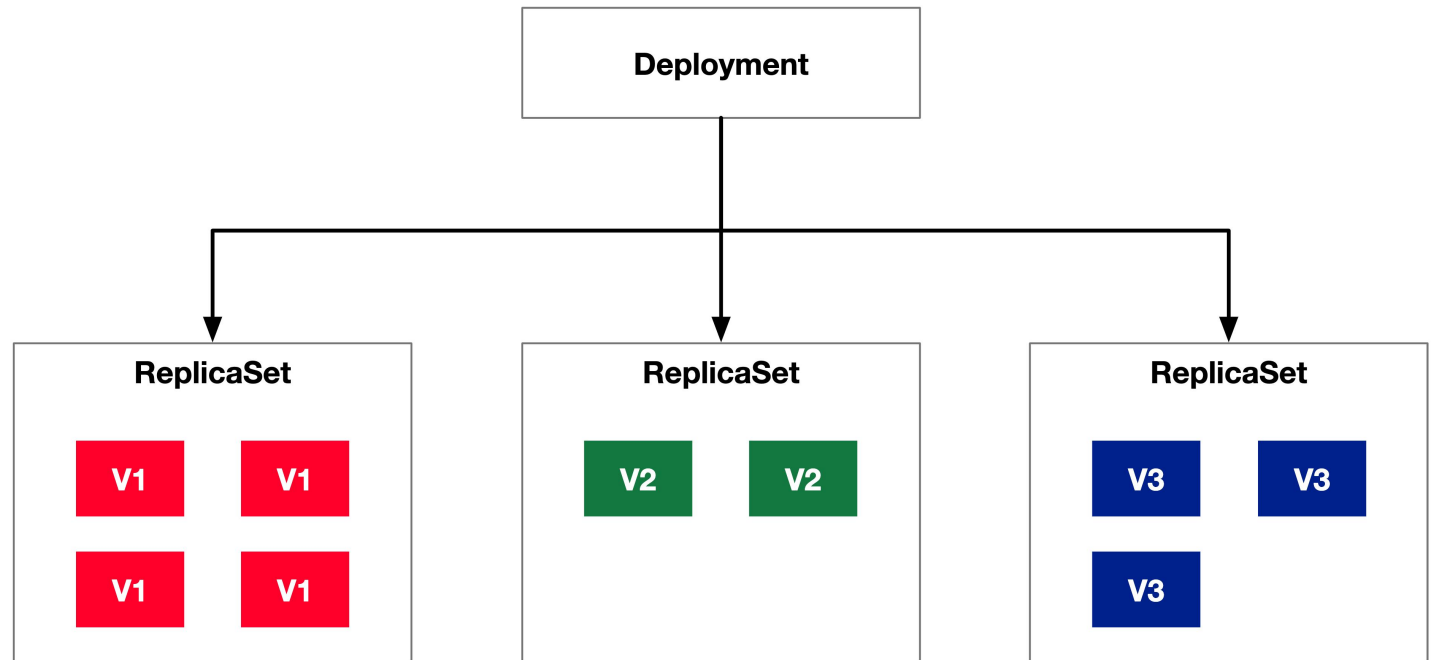 Deployment
ReplicaSet
V1 V1
V1 V1
ReplicaSet
V2 V2
ReplicaSet
V3 V3
V3